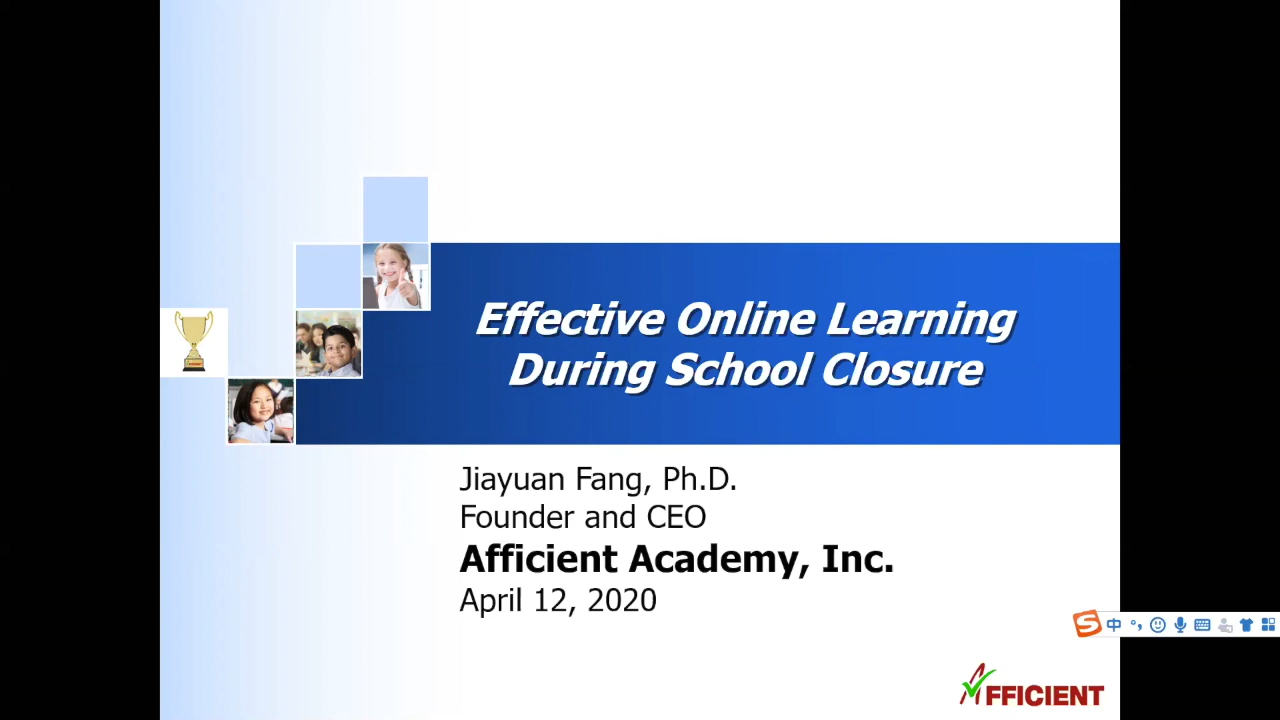 Effective Online Learning
During School Closure
Jiayuan Fang, Ph.D.
Founder and CEO
Afficient Academy, Inc.
April 12, 2020
中
AFFICIENT